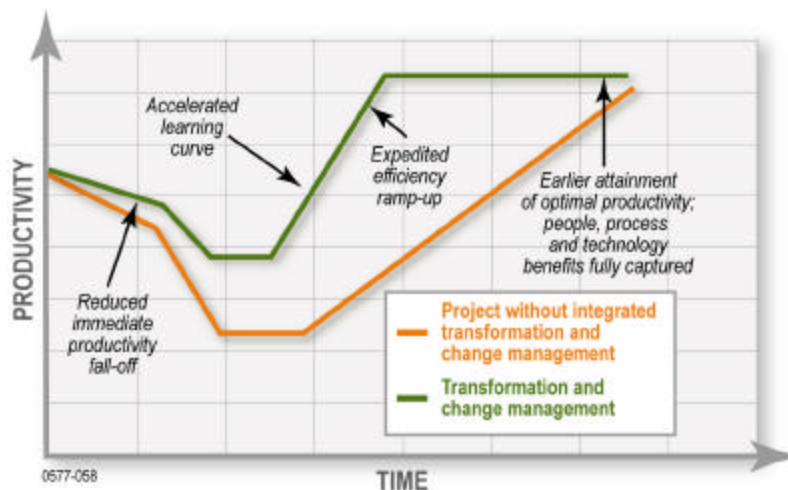 Accelerated
learning
curve
Expedited
efficiency
ramp-up
Earlier attainment
of optimal productivity;
people, process
and technology
benefits fully captured
PRODUCTIVITY
Reduced
immediate
productivity
fall-off
Project without integrated
transformation and
change management
Transformation and
change management
0577-058
TIME